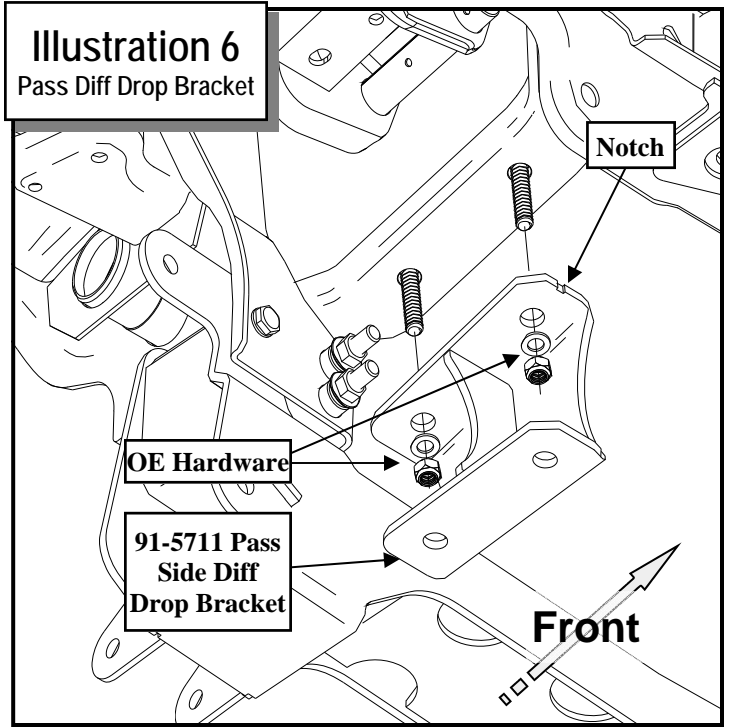 Illustration 6
Pass Diff Drop Bracket
Notch
OE Hardware
91-5711 Pass
Side Diff
Drop Bracket
Front